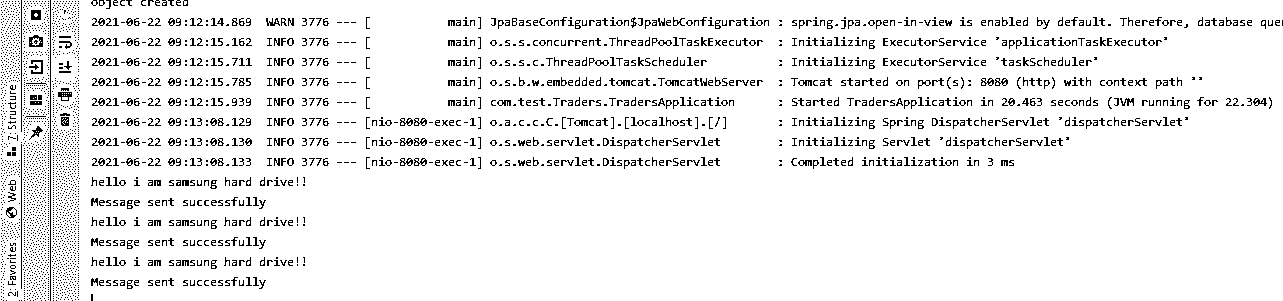 object created
2021-06-22 09:12:14.869  WARN 3776 --- [           main] JpaBaseConfiguration$JpaWebConfiguration : spring.jpa.open-in-view is enabled by default. Therefore, database que
2021-06-22 09:12:15.162  INFO 3776 --- [           main] o.s.s.concurrent.ThreadPoolTaskExecutor  : Initializing ExecutorService 'applicationTaskExecutor'
2021-06-22 09:12:15.711  INFO 3776 --- [           main] o.s.s.c.ThreadPoolTaskScheduler          : Initializing ExecutorService 'taskScheduler'
2021-06-22 09:12:15.785  INFO 3776 --- [           main] o.s.b.w.embedded.tomcat.TomcatWebServer  : Tomcat started on port(s): 8080 (http) with context path ''
2021-06-22 09:12:15.939  INFO 3776 --- [           main] com.test.Traders.TradersApplication      : Started TradersApplication in 20.463 seconds (JVM running for 22.304)
2021-06-22 09:13:08.129  INFO 3776 --- [nio-8080-exec-1] o.a.c.c.C.[Tomcat].[localhost].[/]       : Initializing Spring DispatcherServlet 'dispatcherServlet'
2021-06-22 09:13:08.130  INFO 3776 --- [nio-8080-exec-1] o.s.web.servlet.DispatcherServlet        : Initializing Servlet 'dispatcherServlet'
2021-06-22 09:13:08.133  INFO 3776 --- [nio-8080-exec-1] o.s.web.servlet.DispatcherServlet        : Completed initialization in 3 ms
hello i am samsung hard drive!!
Message sent successfully
hello i am samsung hard drive!!
Message sent successfully
hello i am samsung hard drive!!
Message sent successfully
7: Structure
Web
2: Favorites